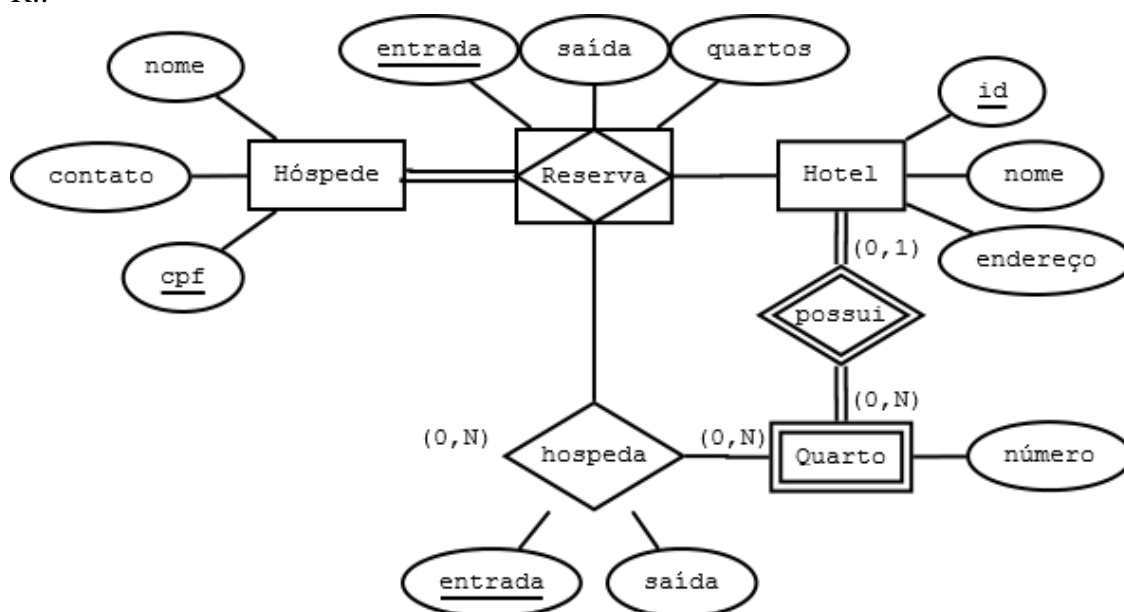 entrada saída quartos
nome
id
contato Hóspede Reserva Hotel nome
cpf
(0,1) endereço
possui
(0,N)
(0,N) hospeda (0,N) Quarto número
entrada saída